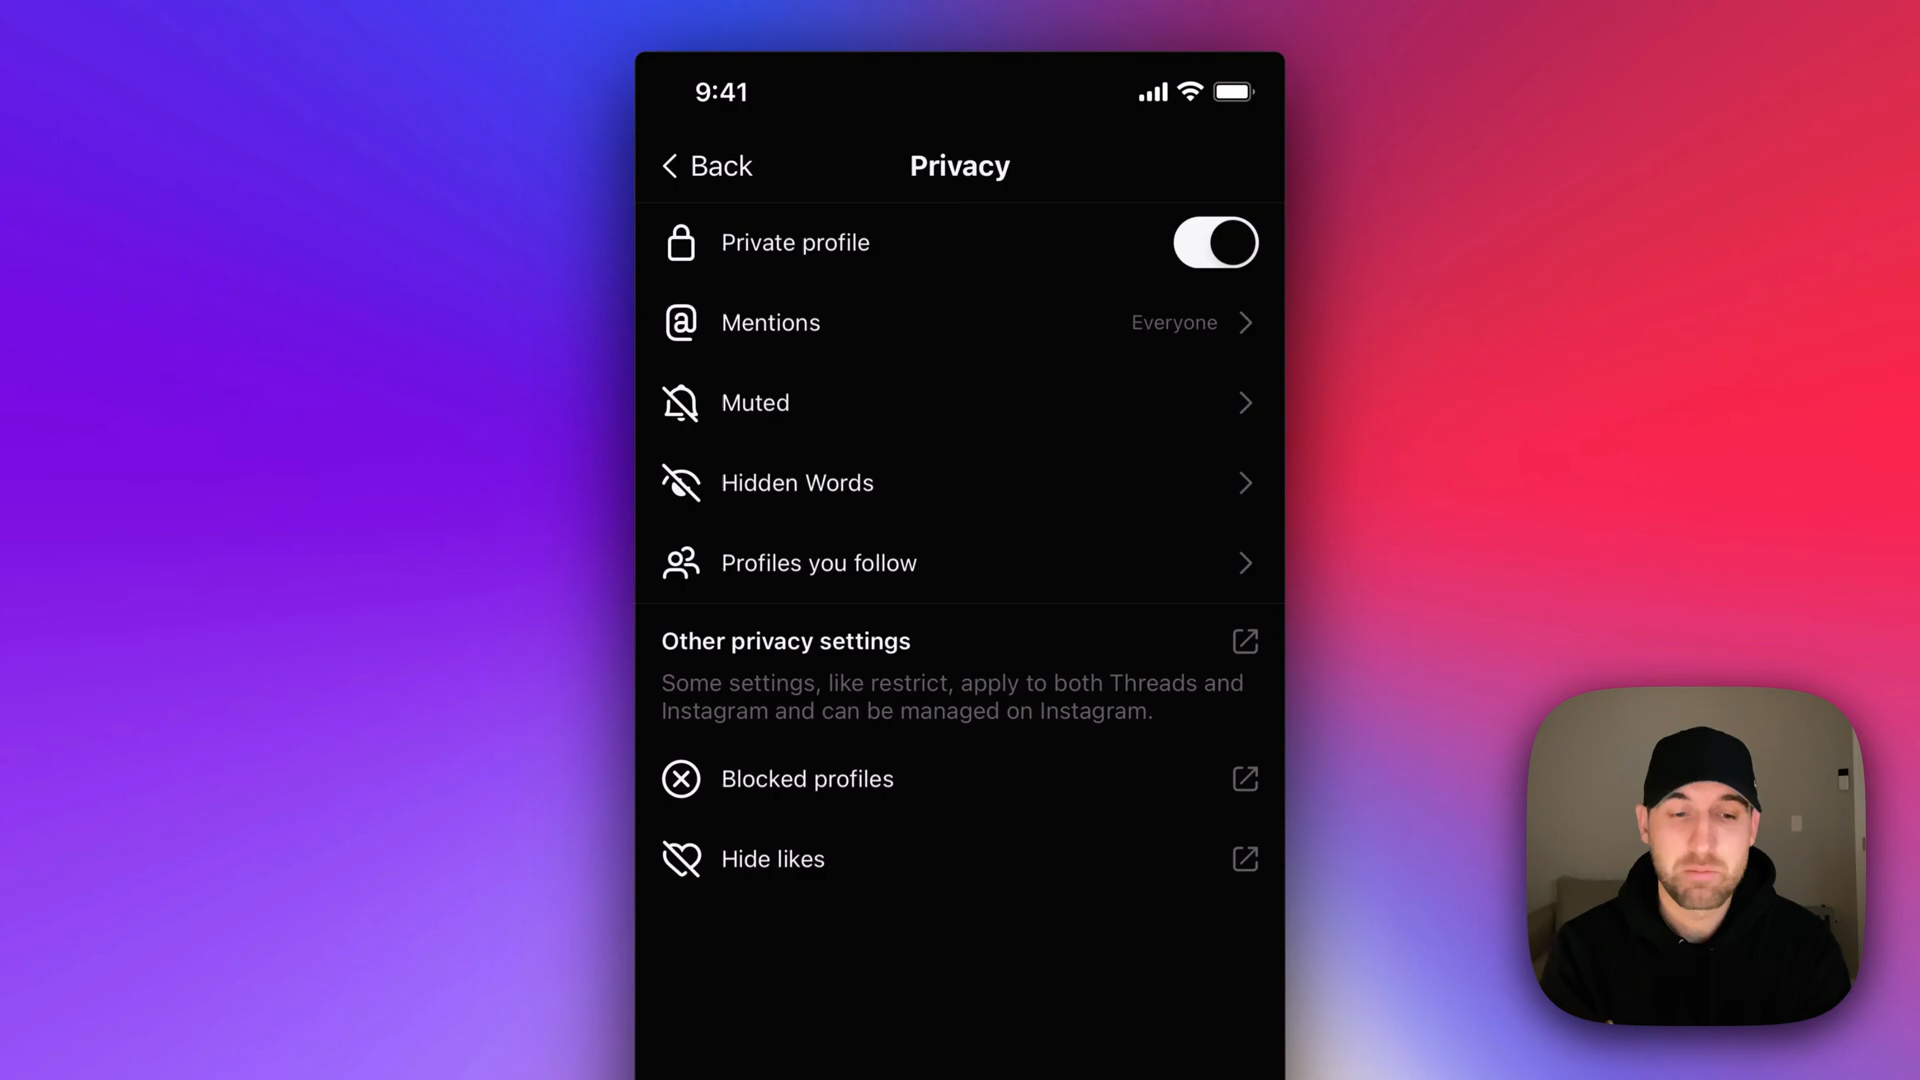 9:41
Back
Privacy
Private profile
Mentions
Everyone
Muted
Hidden Words
Profiles you follow
Other privacy settings
Some settings, like restrict, apply to both Threads and
Instagram and can be managed on Instagram.
Blocked profiles
Hide likes